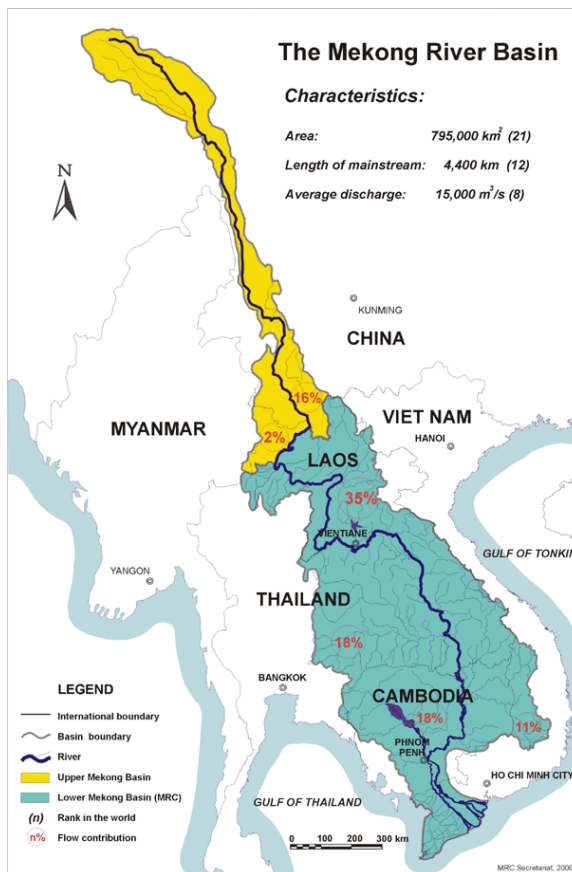 The Mekong River Basin
Characteristics:
Area: 795,000 km² (21)
Length of mainstream: 4,400 km (12)
Average discharge: 15,000 m³/s (8)
N
KUNMING
CHINA
16%
MYANMAR
2%
VIET NAM
HANOI
LAOS
35%
VIENTIANE
GULF OF TONKIN
YANGON
THAILAND
18%
BANGKOK
CAMBODIA
18%
11%
PHNOM
PENH
HO CHI MINH CITY
GULF OF THAILAND
LEGEND
International boundary
Basin boundary
River
Upper Mekong Basin
Lower Mekong Basin (MRC)
(n) Rank in the world
n% Flow contribution
0 100 200 300 km
MRC Secretariat, 2000